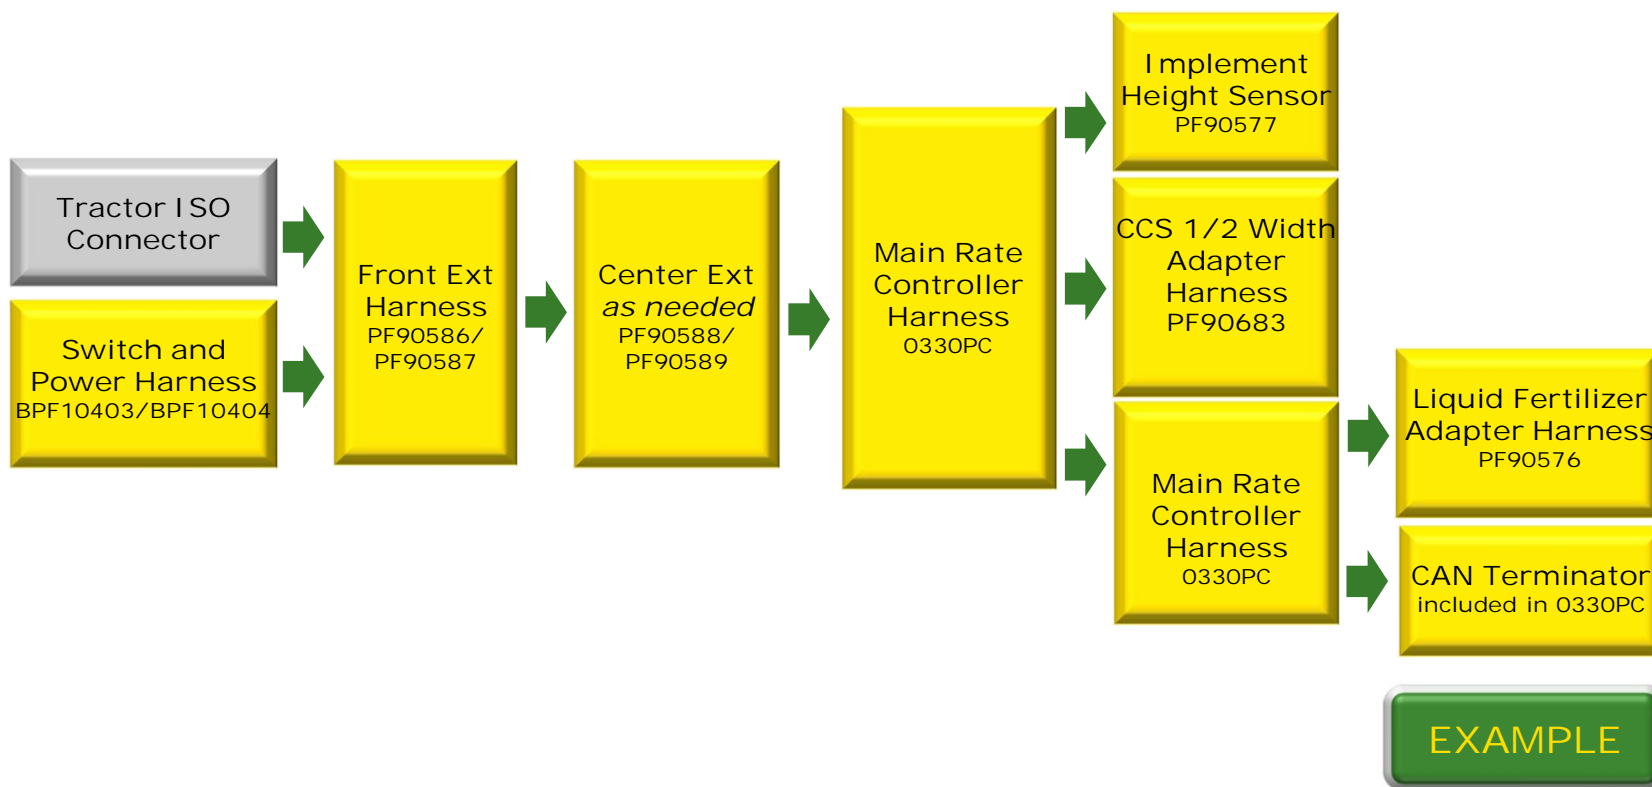 Tractor ISO
Connector
Switch and
Power Harness
BPF10403/BPF10404
Front Ext
Harness
PF90586/
PF90587
Center Ext
as needed
PF90588/
PF90589
Main Rate
Controller
Harness
0330PC
Implement
Height Sensor
PF90577
CCS 1/2 Width
Adapter
Harness
PF90683
Main Rate
Controller
Harness
0330PC
Liquid Fertilizer
Adapter Harness
PF90576
CAN Terminator
included in 0330PC
EXAMPLE